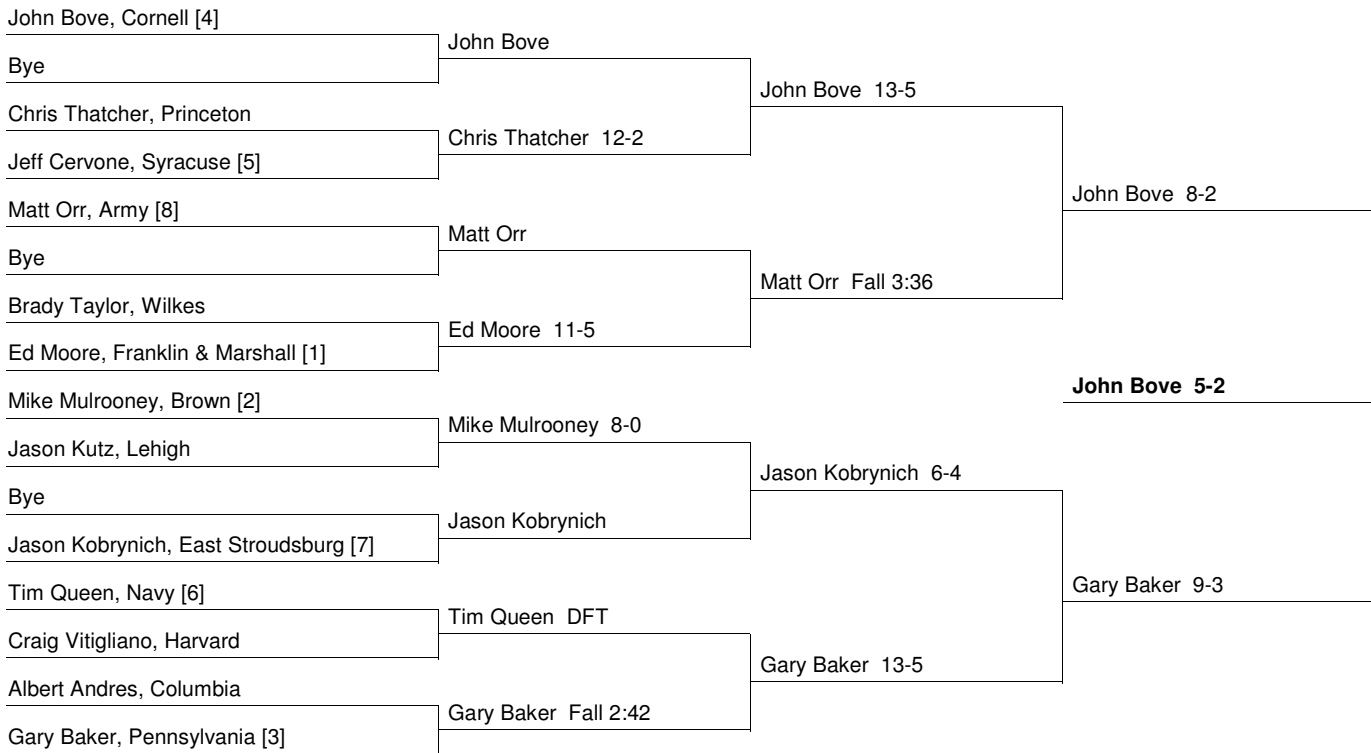 John Bove, Cornell [4]
Bye
Chris Thatcher, Princeton
Jeff Cervone, Syracuse [5]
Matt Orr, Army [8]
Bye
Brady Taylor, Wilkes
Ed Moore, Franklin & Marshall [1]
Mike Mulrooney, Brown [2]
Jason Kutz, Lehigh
Bye
Jason Kobrynich, East Stroudsburg [7]
Tim Queen, Navy [6]
Craig Vitigliano, Harvard
Albert Andres, Columbia
Gary Baker, Pennsylvania [3]
John Bove
Chris Thatcher 12-2
Matt Orr
Ed Moore 11-5
Mike Mulrooney 8-0
Jason Kobrynich
Tim Queen DFT
Gary Baker Fall 2:42
John Bove 13-5
Matt Orr Fall 3:36
Jason Kobrynich 6-4
Gary Baker 13-5
John Bove 8-2
John Bove 5-2
Gary Baker 9-3